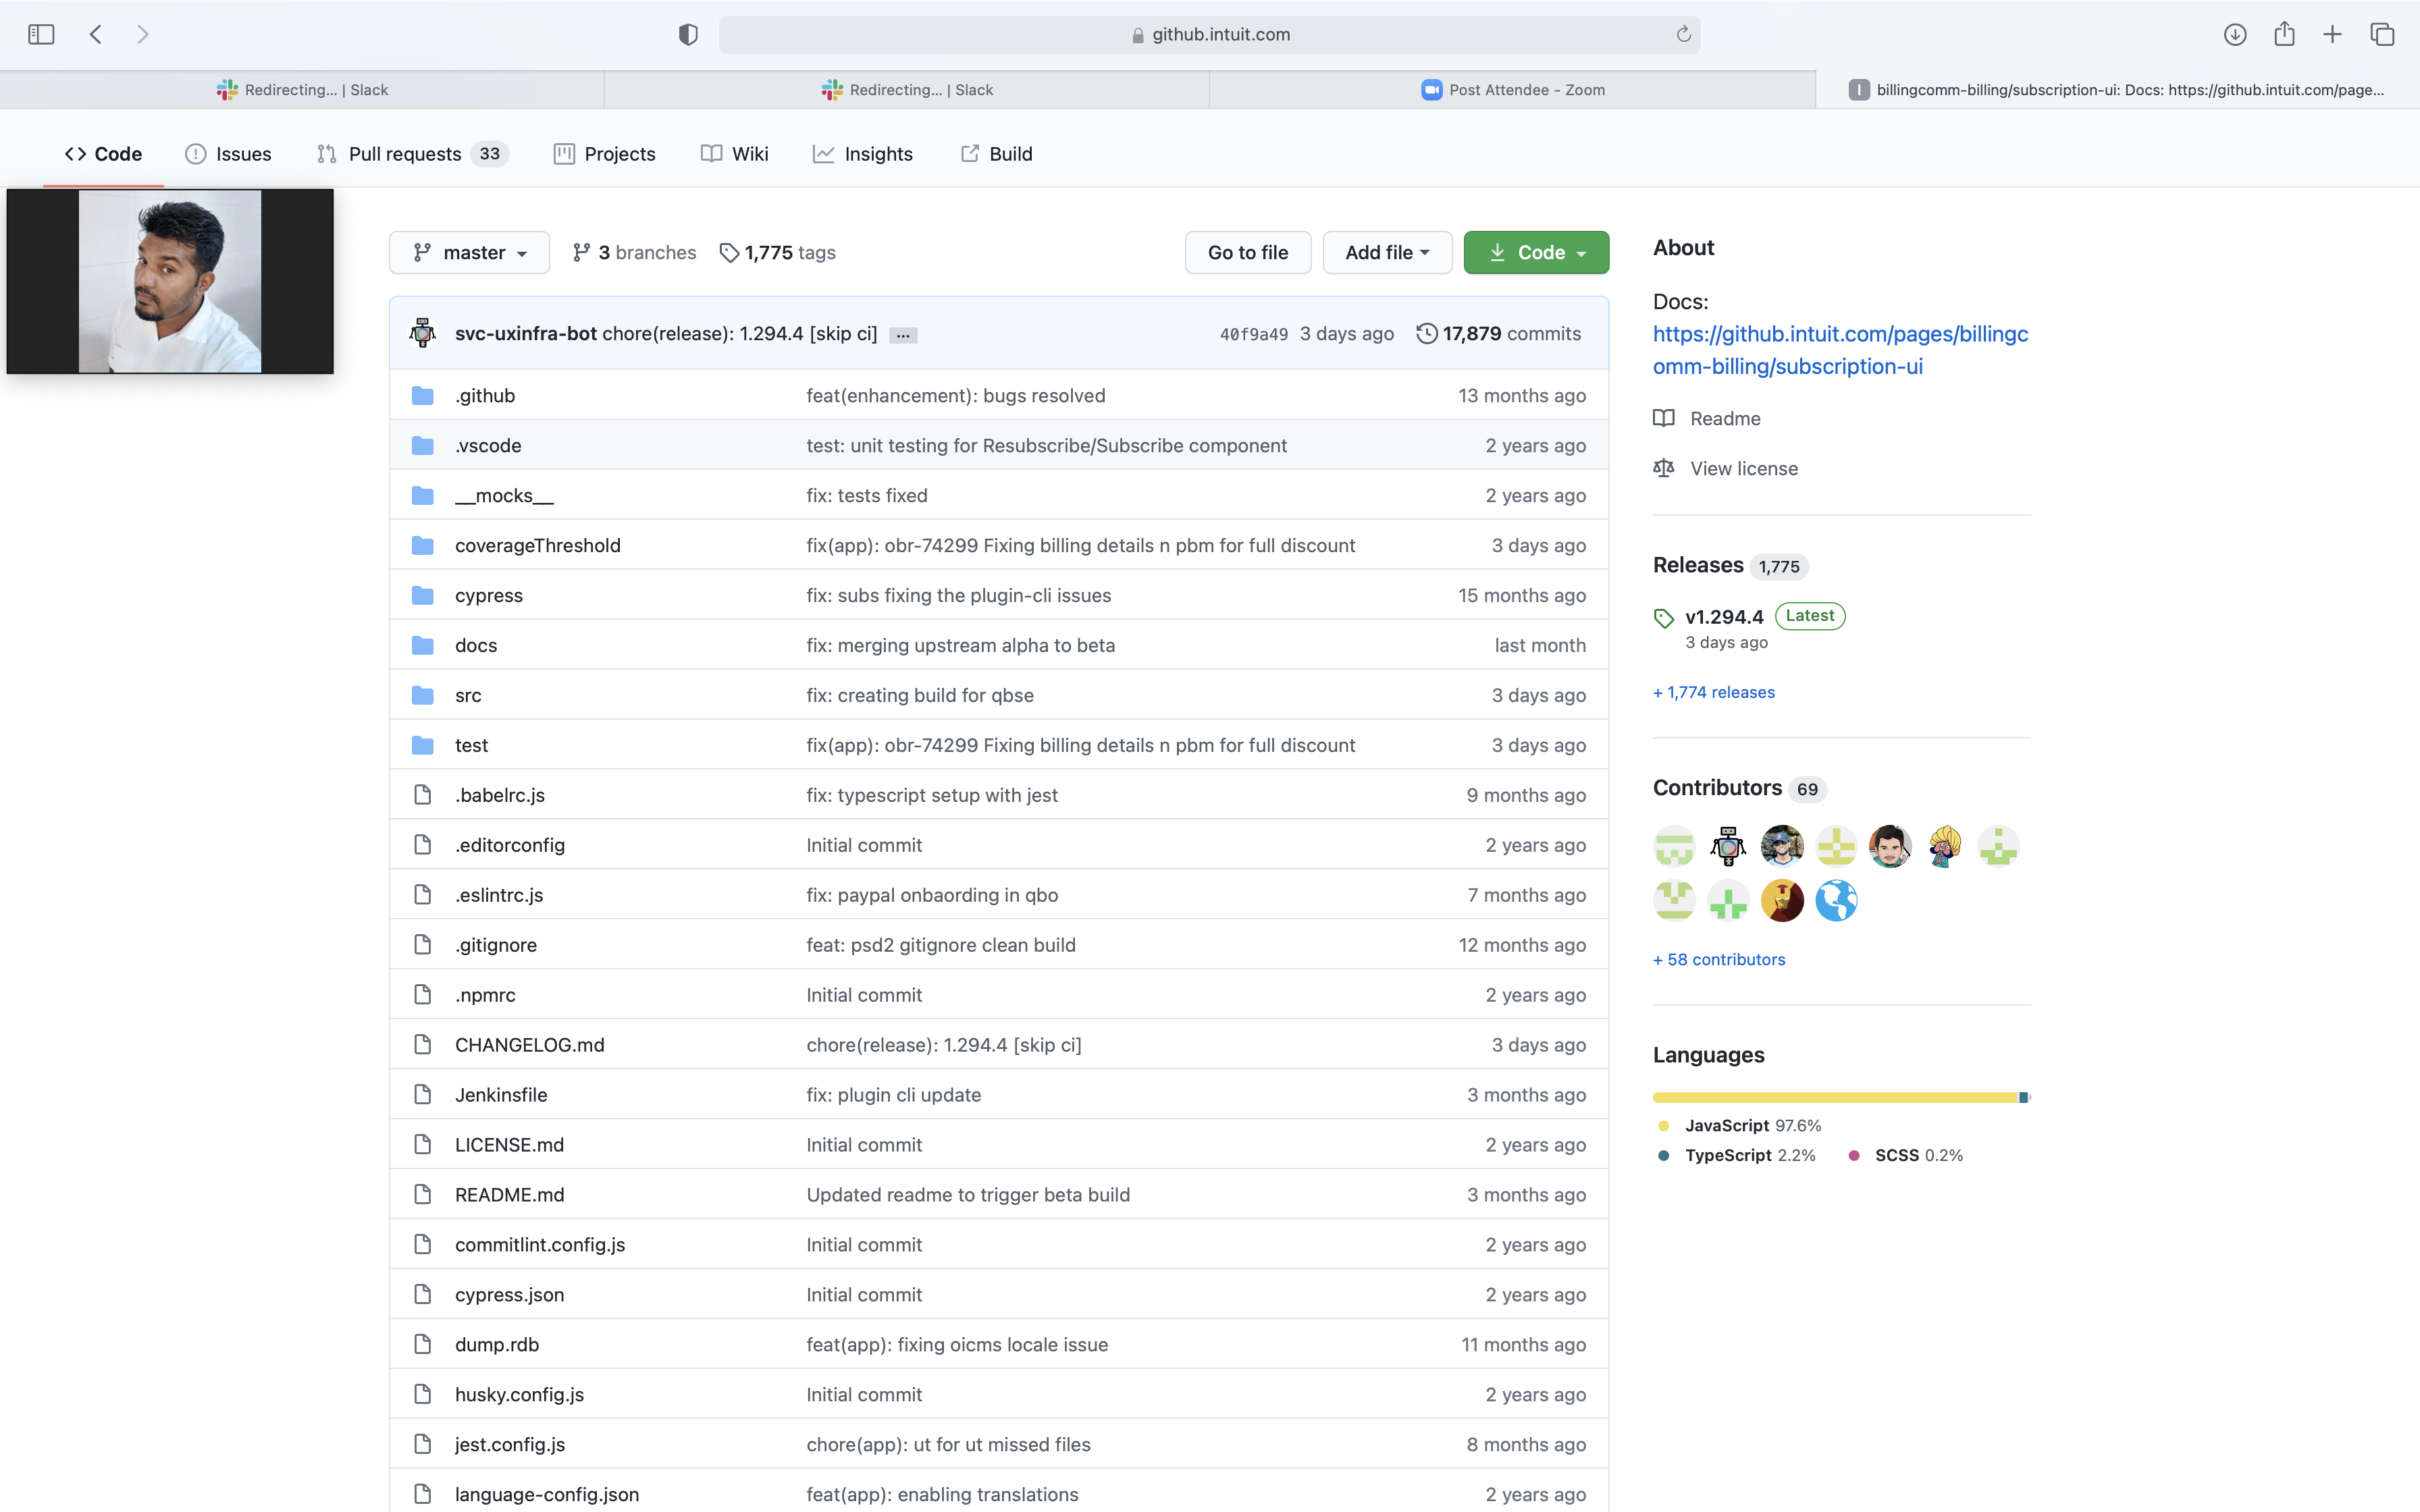 github.intuit.com
Redirecting... | Slack
Redirecting... | Slack
Post Attendee - Zoom
I billingcomm-billing/subscription-ui: Docs: https://github.intuit.com/page...
Code Issues Pull requests 33 Projects Wiki Insights Build
master 3 branches 1,775 tags Go to file Add file Code
svc-uxinfra-bot chore(release): 1.294.4 [skip ci] ... 40f9a49 3 days ago 17,879 commits
.github feat(enhancement): bugs resolved 13 months ago
.vscode test: unit testing for Resubscribe/Subscribe component 2 years ago
__mocks__ fix: tests fixed 2 years ago
coverageThreshold fix(app): obr-74299 Fixing billing details n pbm for full discount 3 days ago
cypress fix: subs fixing the plugin-cli issues 15 months ago
docs fix: merging upstream alpha to beta last month
src fix: creating build for qbse 3 days ago
test fix(app): obr-74299 Fixing billing details n pbm for full discount 3 days ago
.babelrc.js fix: typescript setup with jest 9 months ago
.editorconfig Initial commit 2 years ago
.eslintrc.js fix: paypal onbaording in qbo 7 months ago
.gitignore feat: psd2 gitignore clean build 12 months ago
.npmrc Initial commit 2 years ago
CHANGELOG.md chore(release): 1.294.4 [skip ci] 3 days ago
Jenkinsfile fix: plugin cli update 3 months ago
LICENSE.md Initial commit 2 years ago
README.md Updated readme to trigger beta build 3 months ago
commitlint.config.js Initial commit 2 years ago
cypress.json Initial commit 2 years ago
dump.rdb feat(app): fixing oicms locale issue 11 months ago
husky.config.js Initial commit 2 years ago
jest.config.js chore(app): ut for ut missed files 8 months ago
language-config.json feat(app): enabling translations 2 years ago
About
Docs:
https://github.intuit.com/pages/billingc
omm-billing/subscription-ui
Readme
View license
Releases 1,775
v1.294.4 Latest
3 days ago
+ 1,774 releases
Contributors 69
+ 58 contributors
Languages
JavaScript 97.6%
TypeScript 2.2% SCSS 0.2%